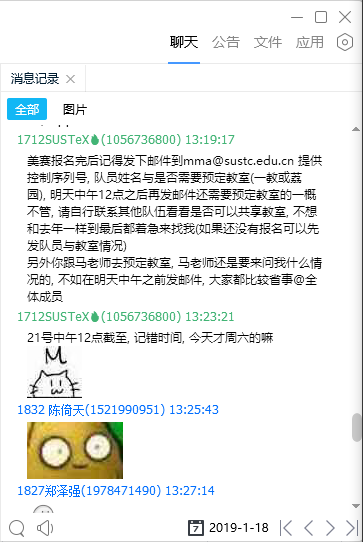 聊天 公告 文件 应用
消息记录
全部 图片
1712SUSTeX(1056736800) 13:19:17
美赛报名完后记得发下邮件到mma@sustc.edu.cn 提供
控制序列号, 队员姓名与是否需要预定教室(一教或荔
园), 明天中午12点之后再发邮件还需要预定教室的一概
不管, 请自行联系其他队伍看看是否可以共享教室, 不想
和去年一样到最后都着急来找我(如果还没有报名可以先
发队员与教室情况)
另外你跟马老师去预定教室, 马老师还是要来问我什么情
况的, 不如在明天中午之前发邮件, 大家都比较省事@全
体成员
1712SUSTeX(1056736800) 13:23:21
21号中午12点截至, 记错时间, 今天才周六的嘛
M
1832 陈倚天(1521990951) 13:25:43
1827郑泽强(1978471490) 13:27:14
7 2019-1-18